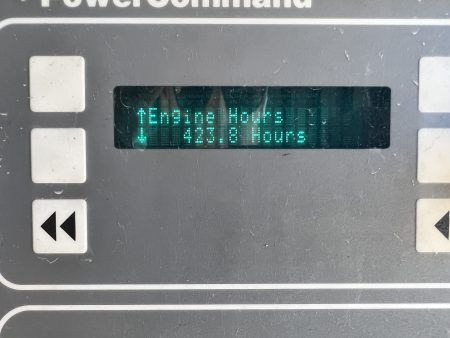 PowerCommand
↑Engine Hours
↓ 423.8 Hours